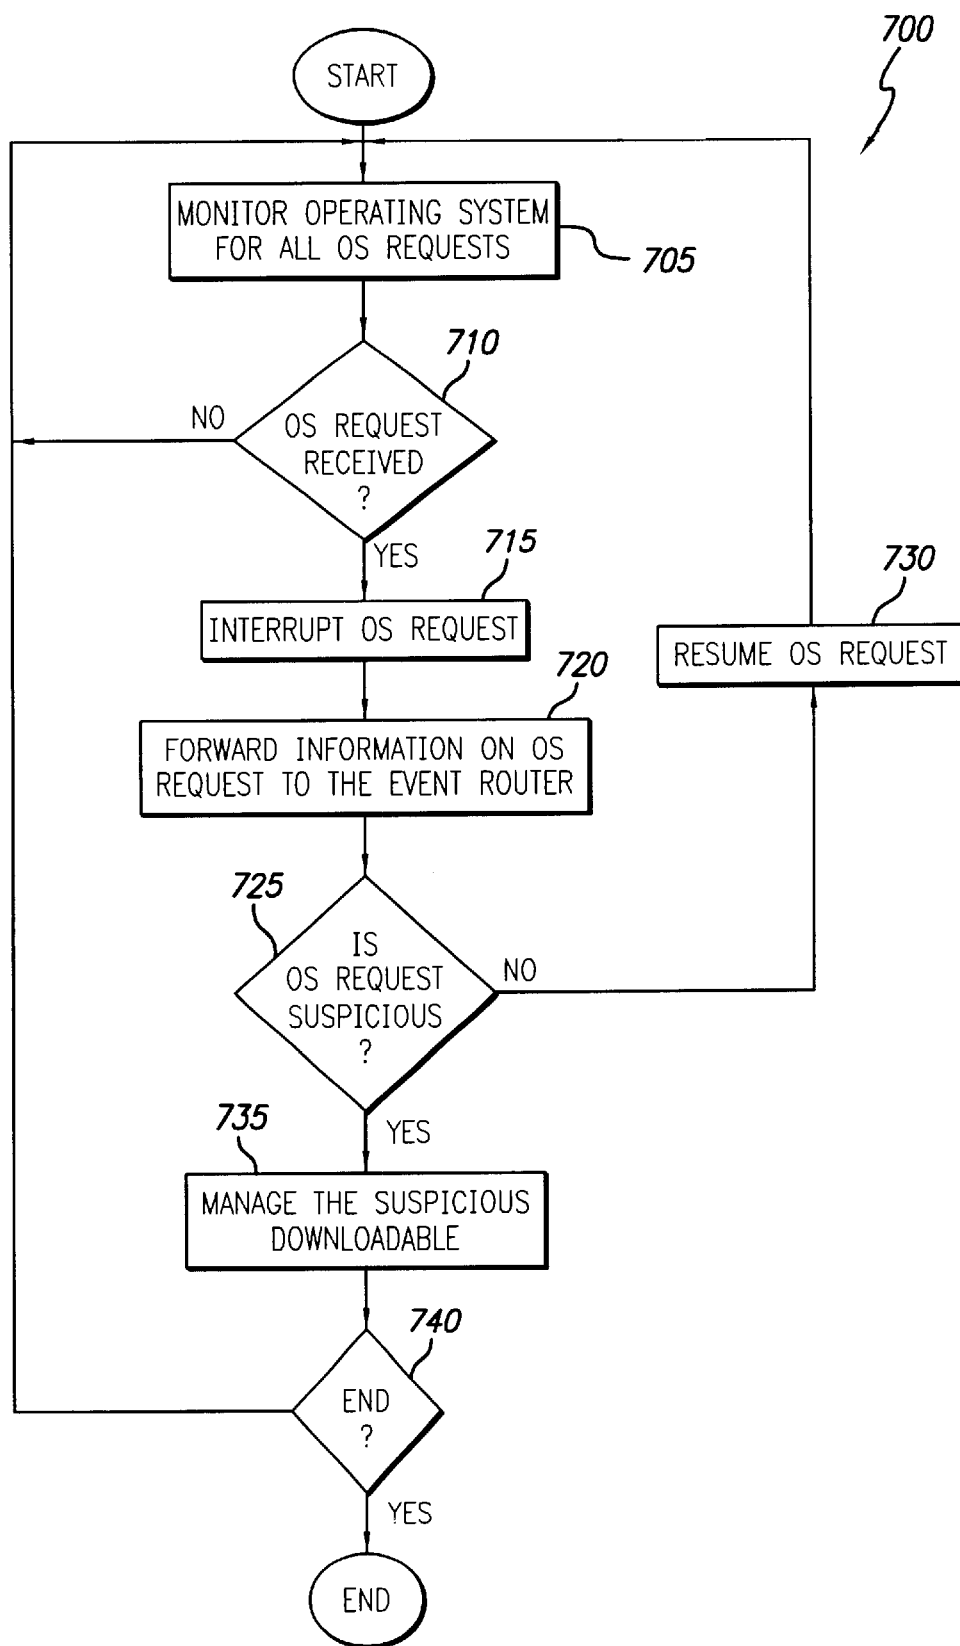 700
START
MONITOR OPERATING SYSTEM
FOR ALL OS REQUESTS
705
710
NO
OS REQUEST
RECEIVED
?
YES
715
INTERRUPT OS REQUEST
730
RESUME OS REQUEST
720
FORWARD INFORMATION ON OS
REQUEST TO THE EVENT ROUTER
725
IS
OS REQUEST
SUSPICIOUS
?
NO
YES
735
MANAGE THE SUSPICIOUS
DOWNLOADABLE
740
END
?
YES
END